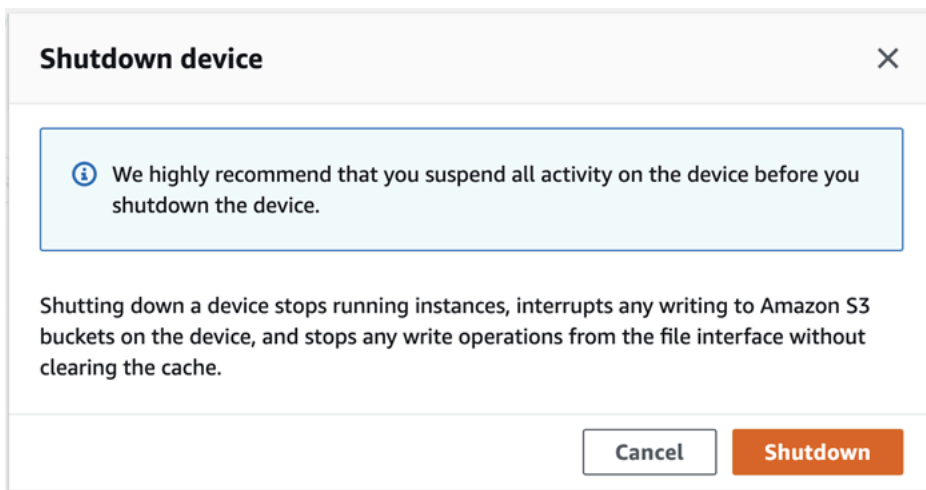 Shutdown device
We highly recommend that you suspend all activity on the device before you
shutdown the device.
Shutting down a device stops running instances, interrupts any writing to Amazon S3
buckets on the device, and stops any write operations from the file interface without
clearing the cache.
Cancel Shutdown